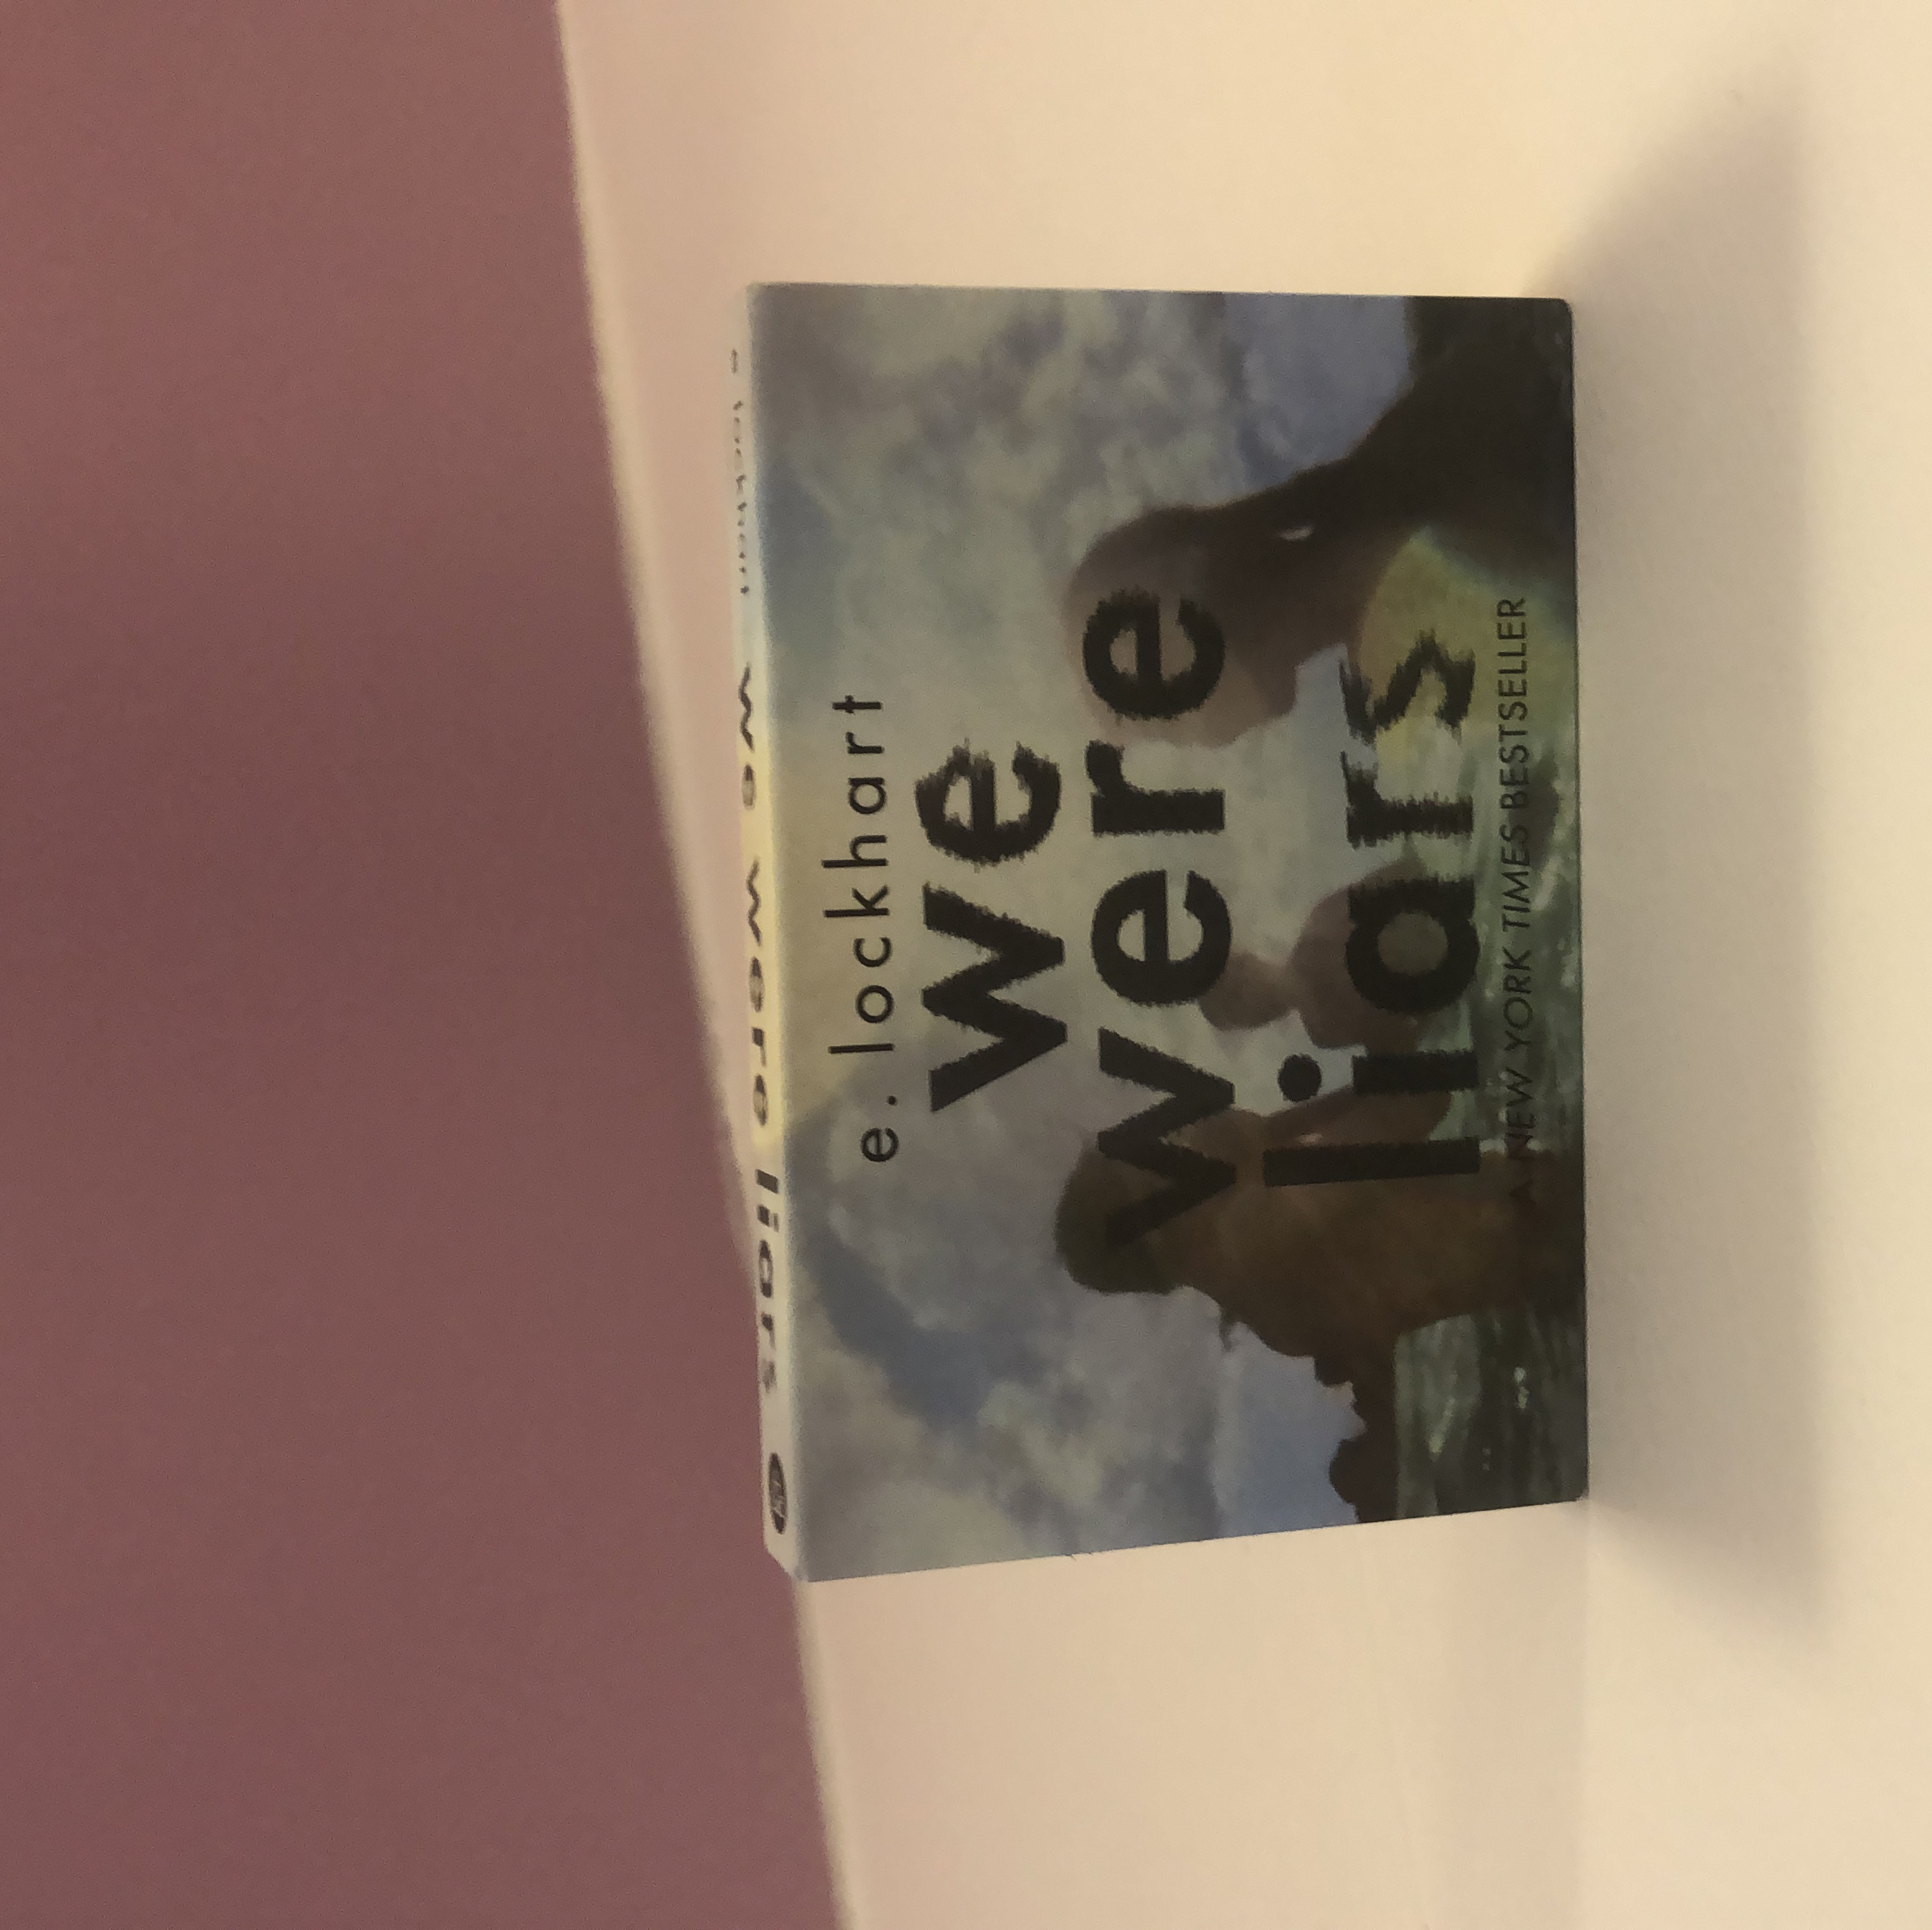 e. lockhart
we
were
liars
A NEW YORK TIMES BESTSELLER
e. lockhart we were liars